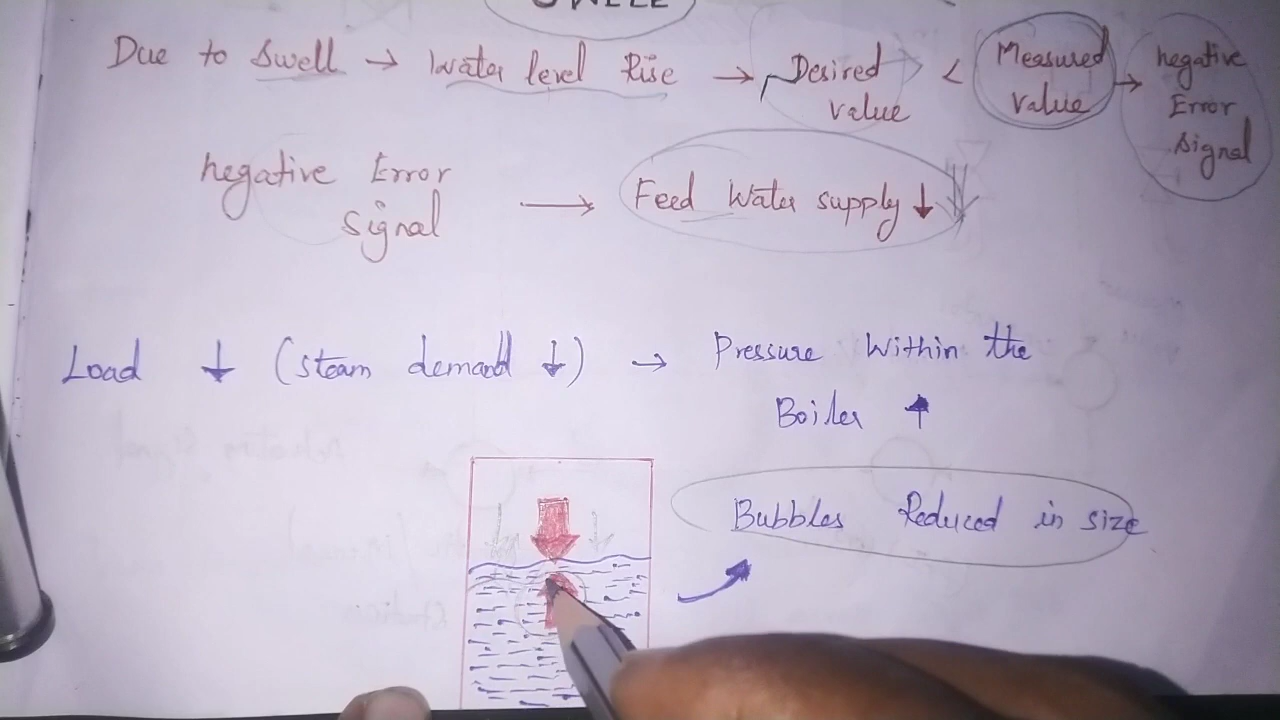 SWELL
Due to Swell → Water level Rise → Desired value < Measured value → negative Error Signal
negative Error Signal → Feed Water supply ↓
Load ↓ (steam demand ↓) → Pressure Within the Boiler ↑
Bubbles Reduced in size